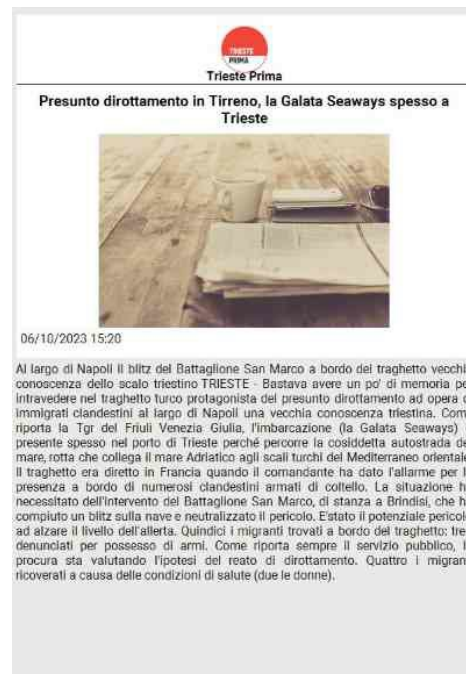 TRIESTE
PRIMA
Trieste Prima
Presunto dirottamento in Tirreno, la Galata Seaways spesso a
Trieste
06/10/2023 15:20
Al largo di Napoli il blitz del Battaglione San Marco a bordo del traghetto vecchi
conoscenza dello scalo triestino TRIESTE - Bastava avere un po' di memoria pe
intravedere nel traghetto turco protagonista del presunto dirottamento ad opera d
immigrati clandestini al largo di Napoli una vecchia conoscenza triestina. Com
riporta la Tgr del Friuli Venezia Giulia, l'imbarcazione (la Galata Seaways)
presente spesso nel porto di Trieste perché percorre la cosiddetta autostrada de
mare, rotta che collega il mare Adriatico agli scali turchi del Mediterraneo orientale
Il traghetto era diretto in Francia quando il comandante ha dato l'allarme per l
presenza a bordo di numerosi clandestini armati di coltello. La situazione h
necessitato dell'intervento del Battaglione San Marco, di stanza a Brindisi, che h
compiuto un blitz sulla nave e neutralizzato il pericolo. E'stato il potenziale pericol
ad alzare il livello dell'allerta. Quindici i migranti trovati a bordo del traghetto: tre
denunciati per possesso di armi. Come riporta sempre il servizio pubblico, l
procura sta valutando l'ipotesi del reato di dirottamento. Quattro i migran
ricoverati a causa delle condizioni di salute (due le donne).